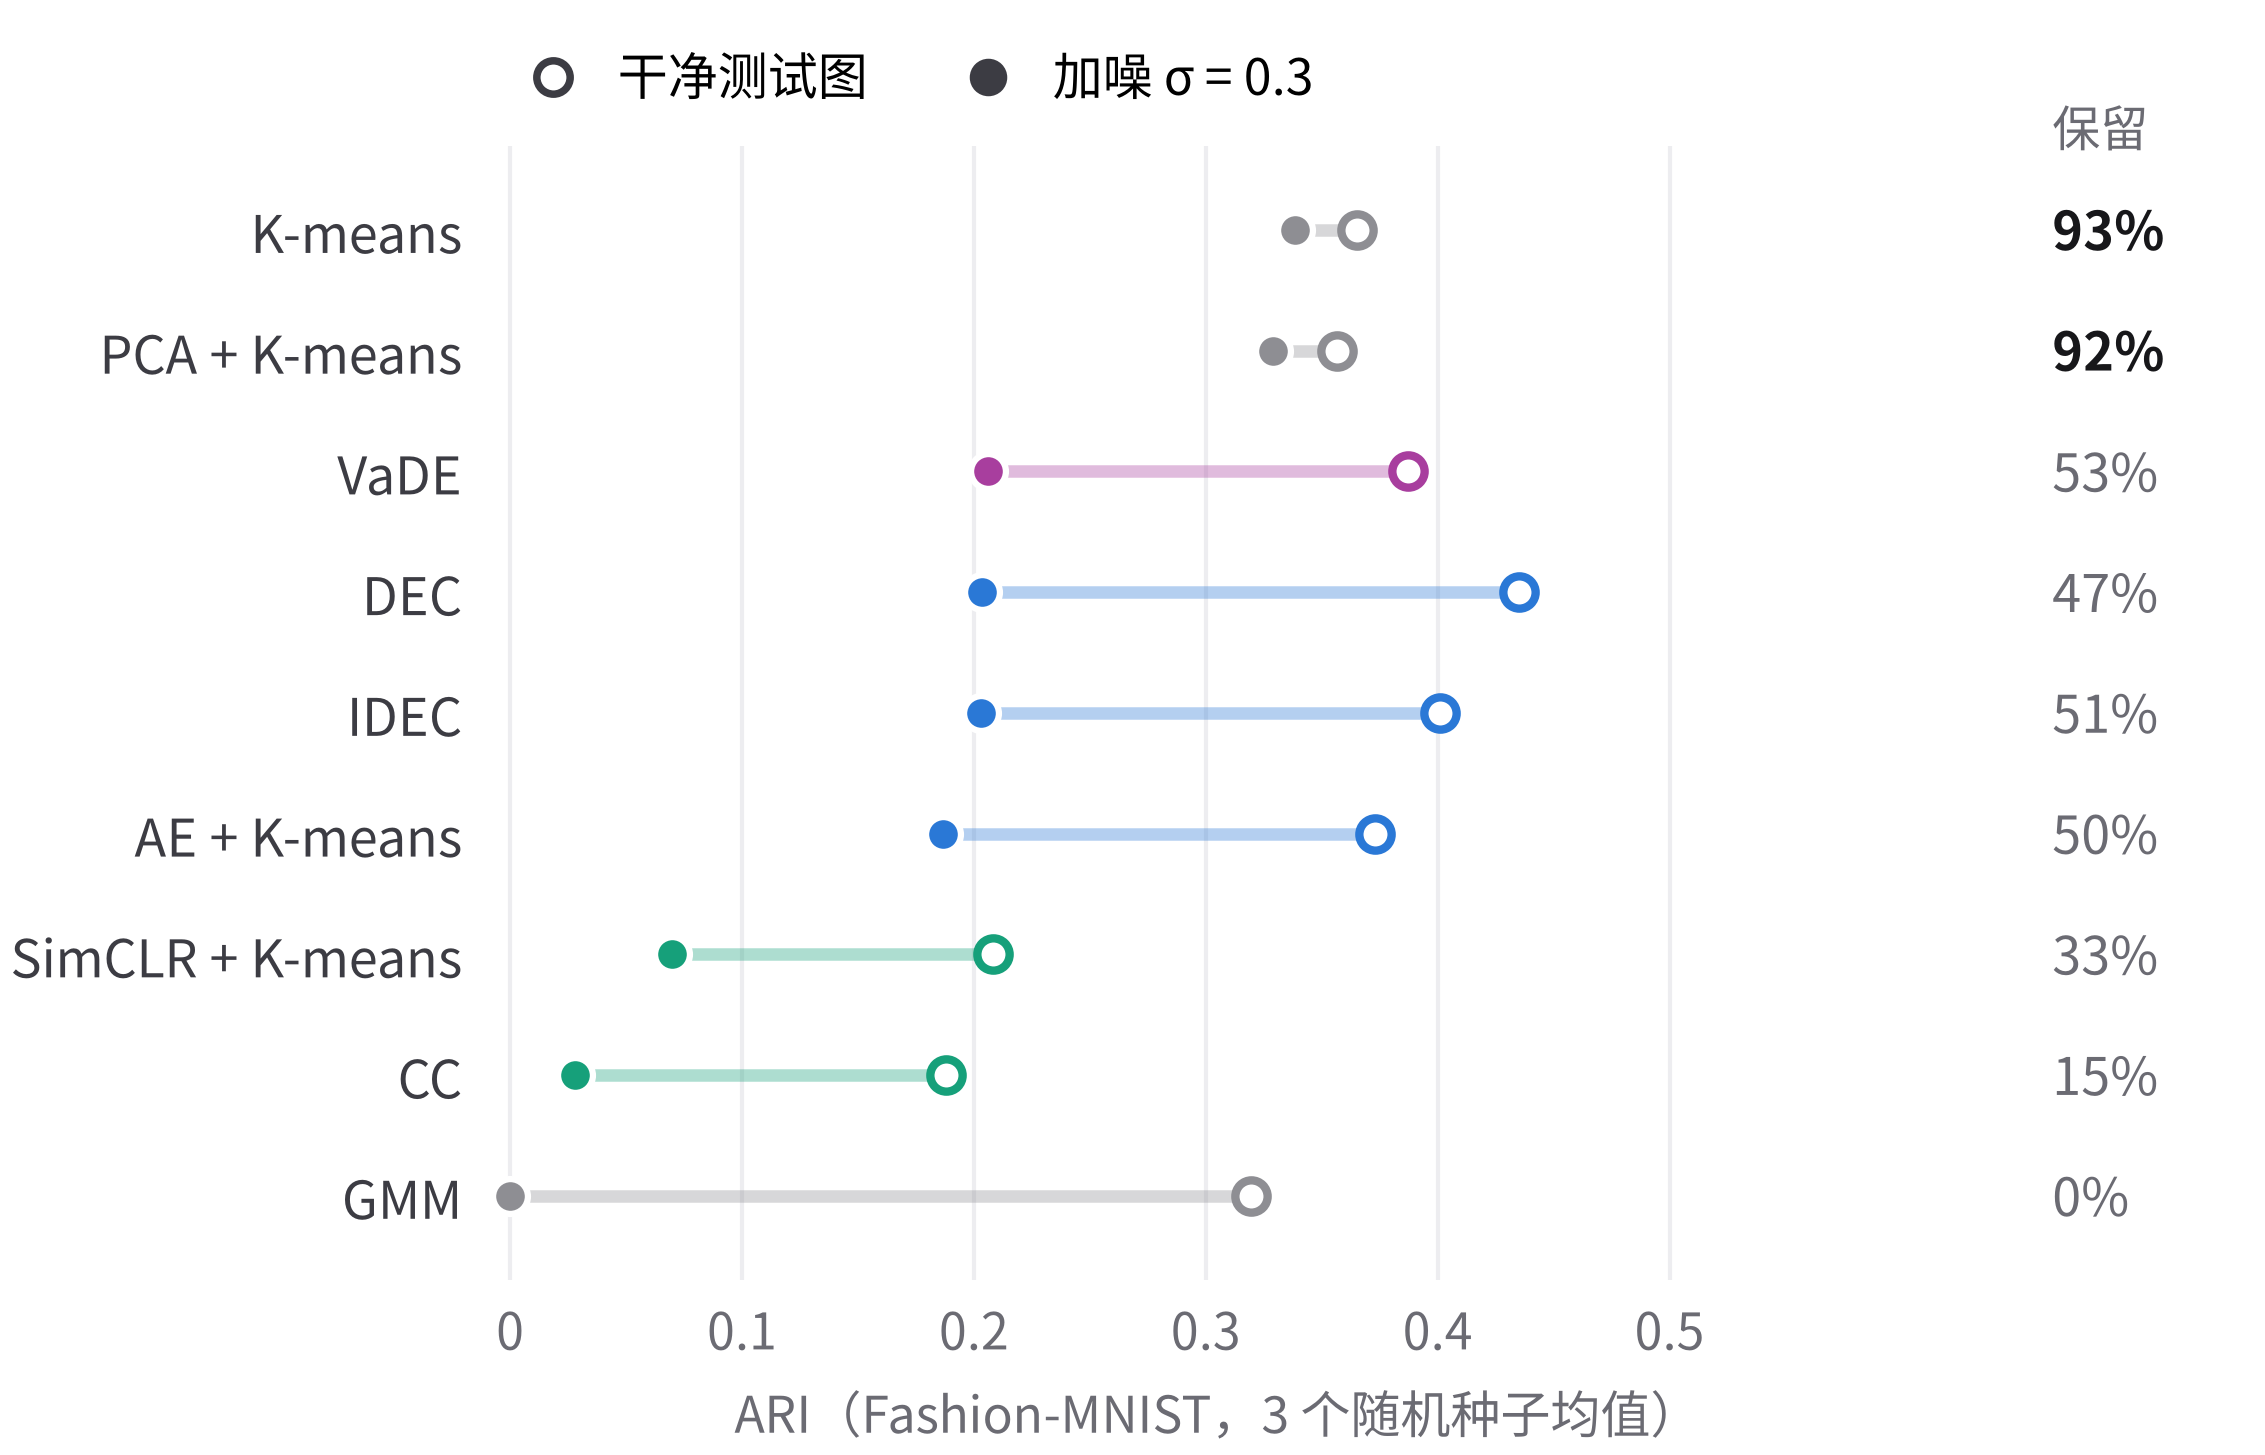 干净测试图 加噪 σ = 0.3
保留
K-means 93%
PCA + K-means 92%
VaDE 53%
DEC 47%
IDEC 51%
AE + K-means 50%
SimCLR + K-means 33%
CC 15%
GMM 0%
0 0.1 0.2 0.3 0.4 0.5
ARI（Fashion-MNIST，3 个随机种子均值）